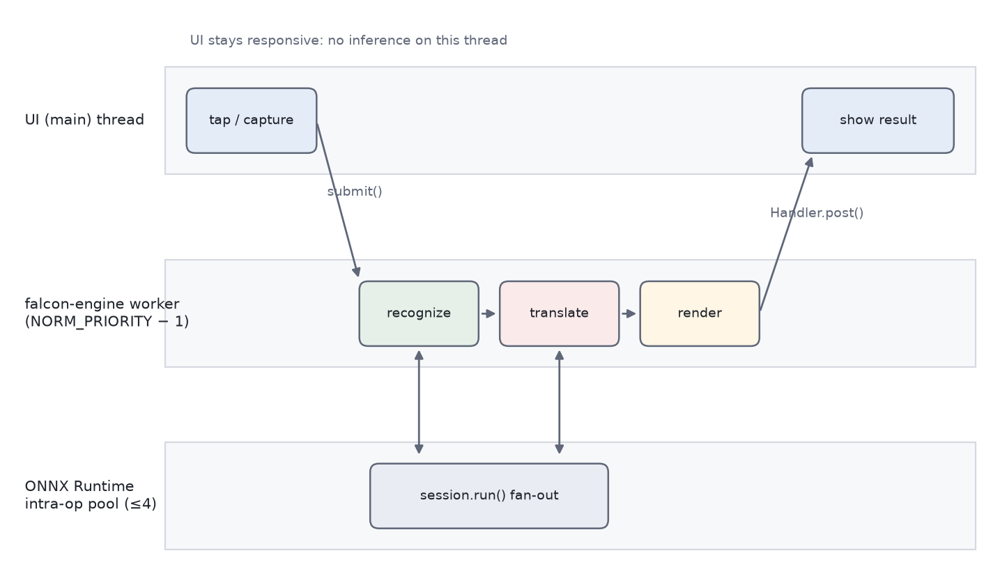 UI stays responsive: no inference on this thread
UI (main) thread
tap / capture
show result
submit()
Handler.post()
falcon-engine worker
(NORM_PRIORITY − 1)
recognize
translate
render
ONNX Runtime
intra-op pool (≤4)
session.run() fan-out